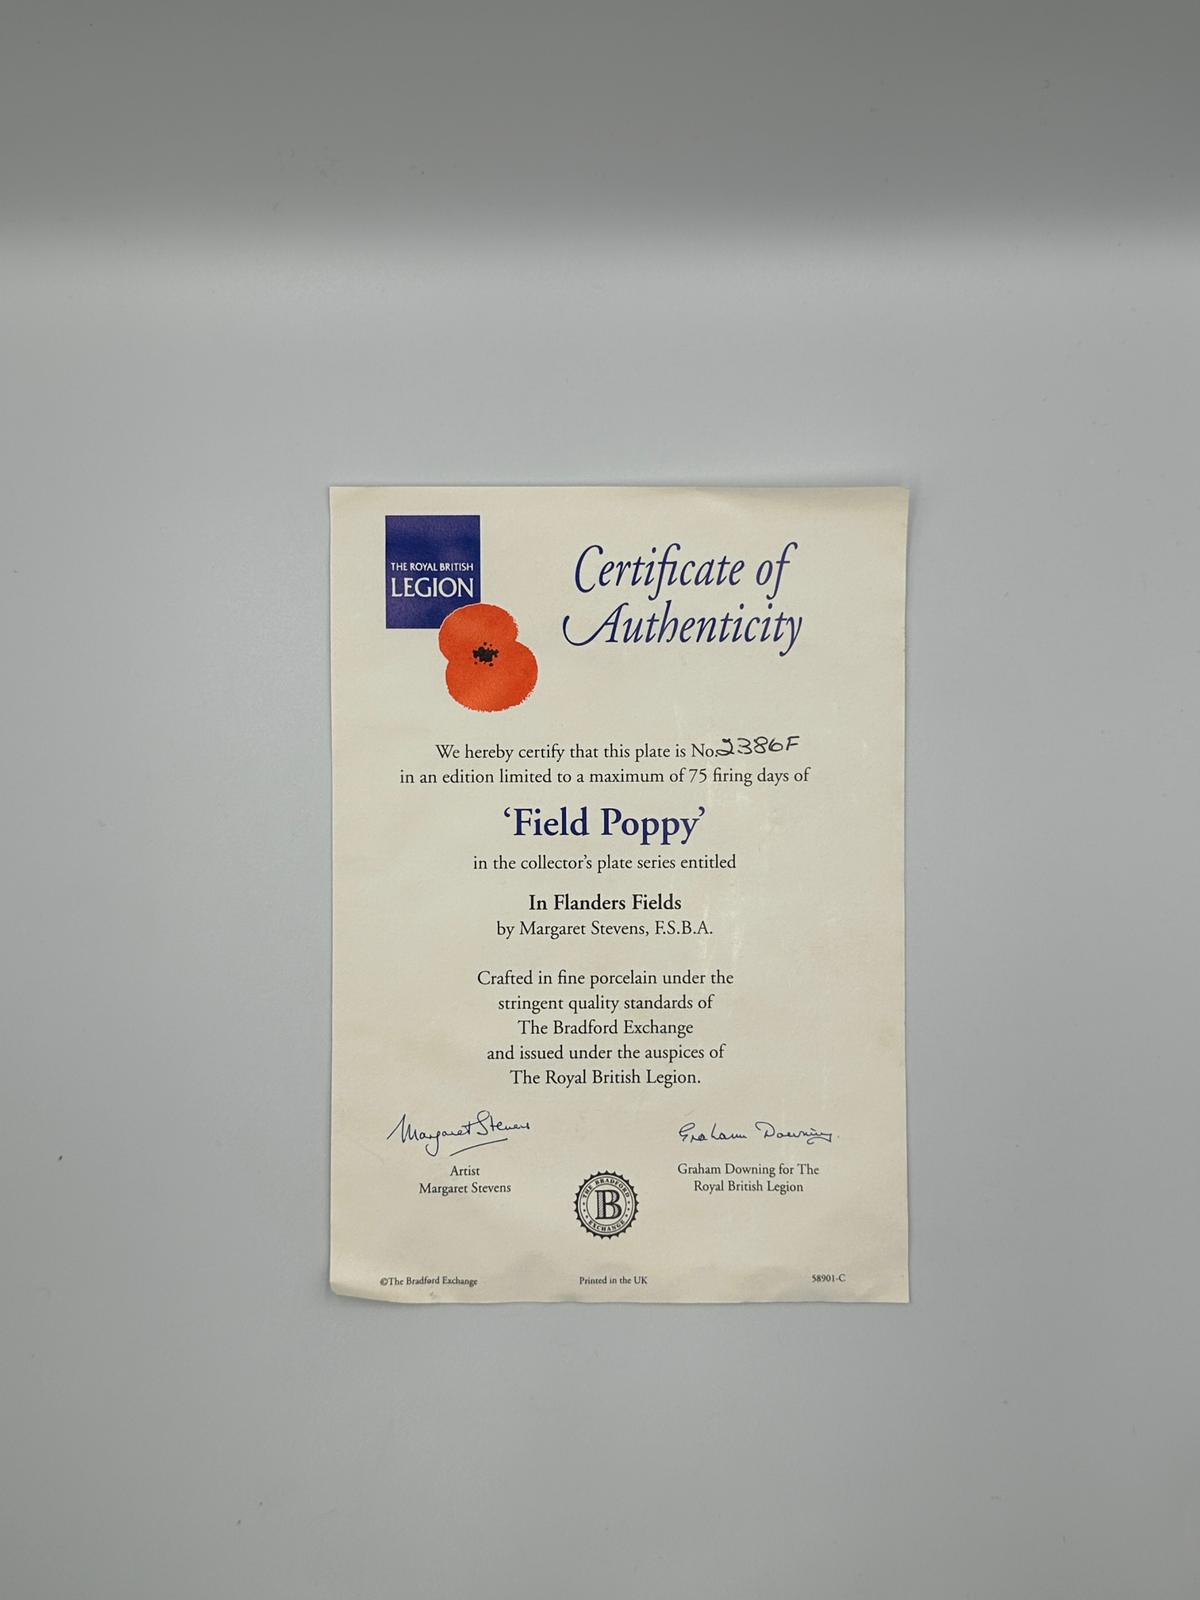 THE ROYAL BRITISH
LEGION
Certificate of
Authenticity
We hereby certify that this plate is No. 2386F
in an edition limited to a maximum of 75 firing days of
‘Field Poppy’
in the collector’s plate series entitled
In Flanders Fields
by Margaret Stevens, F.S.B.A.
Crafted in fine porcelain under the
stringent quality standards of
The Bradford Exchange
and issued under the auspices of
The Royal British Legion.
Margaret Stevens
Artist
Margaret Stevens
Graham Downing
Graham Downing for The
Royal British Legion
THE BRADFORD
B
EXCHANGE
©The Bradford Exchange
Printed in the UK
58901-C